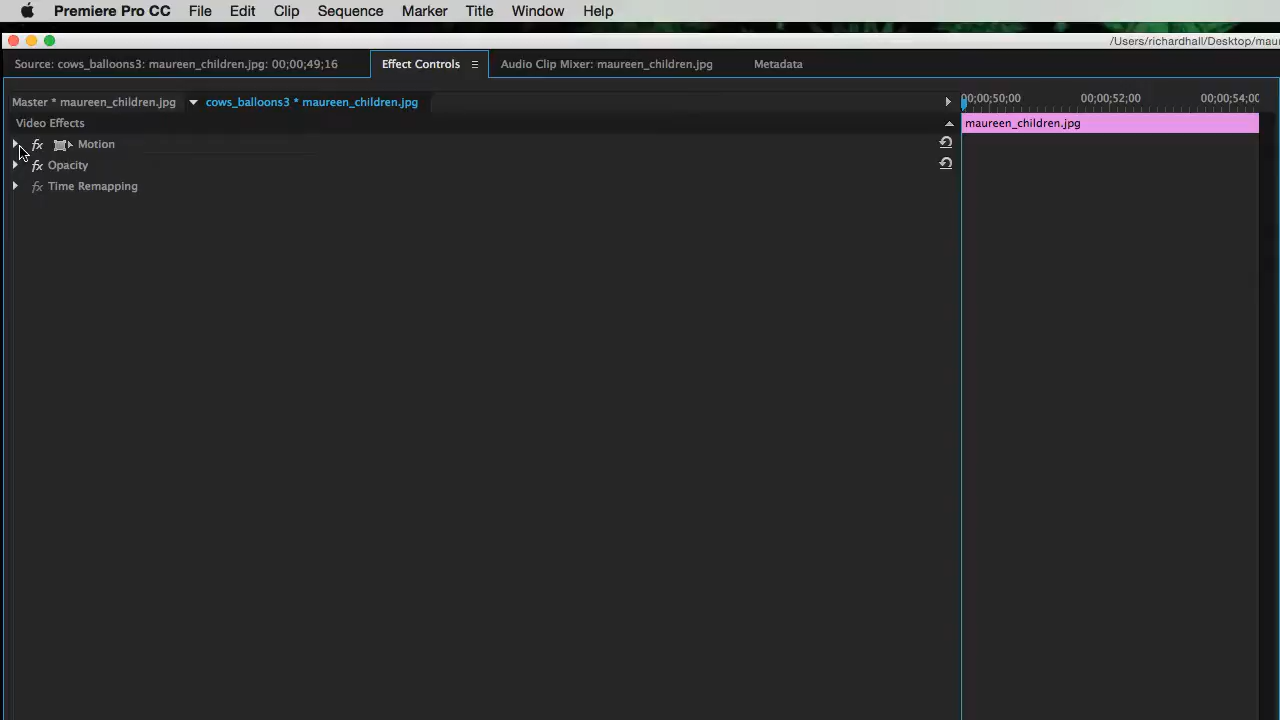 Premiere Pro CC File Edit Clip Sequence Marker Title Window Help
/Users/richardhall/Desktop/mau
Source: cows_balloons3: maureen_children.jpg: 00;00;49;16 Effect Controls Audio Clip Mixer: maureen_children.jpg Metadata
Master * maureen_children.jpg cows_balloons3 * maureen_children.jpg 00;00;50;00 00;00;52;00 00;00;54;00
Video Effects maureen_children.jpg
fx Motion
fx Opacity
fx Time Remapping